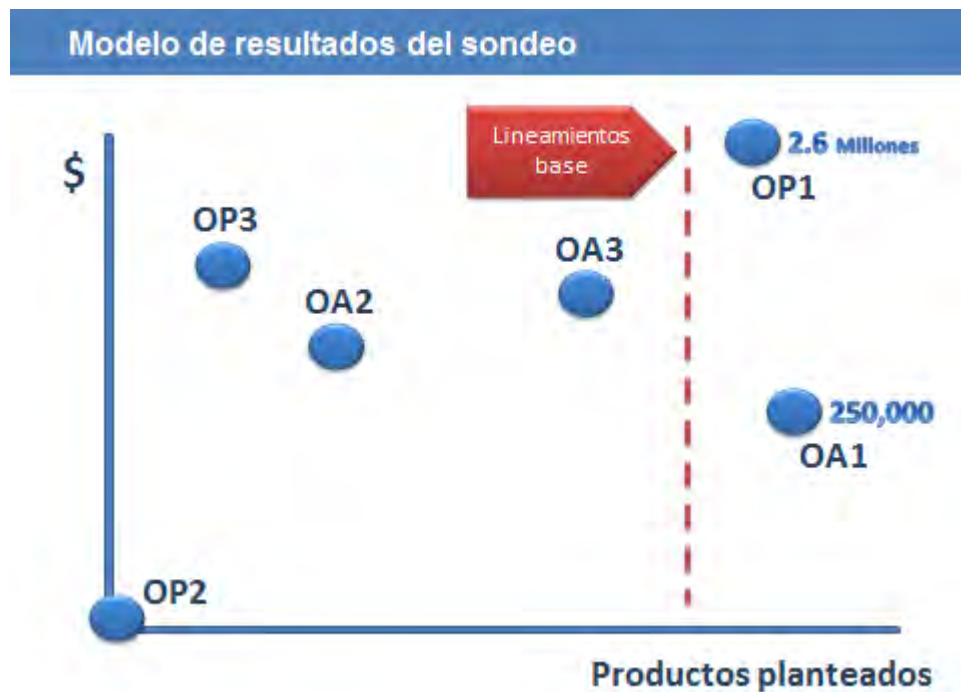 Modelo de resultados del sondeo
Lineamientos
base
$
2.6 Millones
OP1
OP3
OA3
OA2
250,000
OA1
OP2
Productos planteados